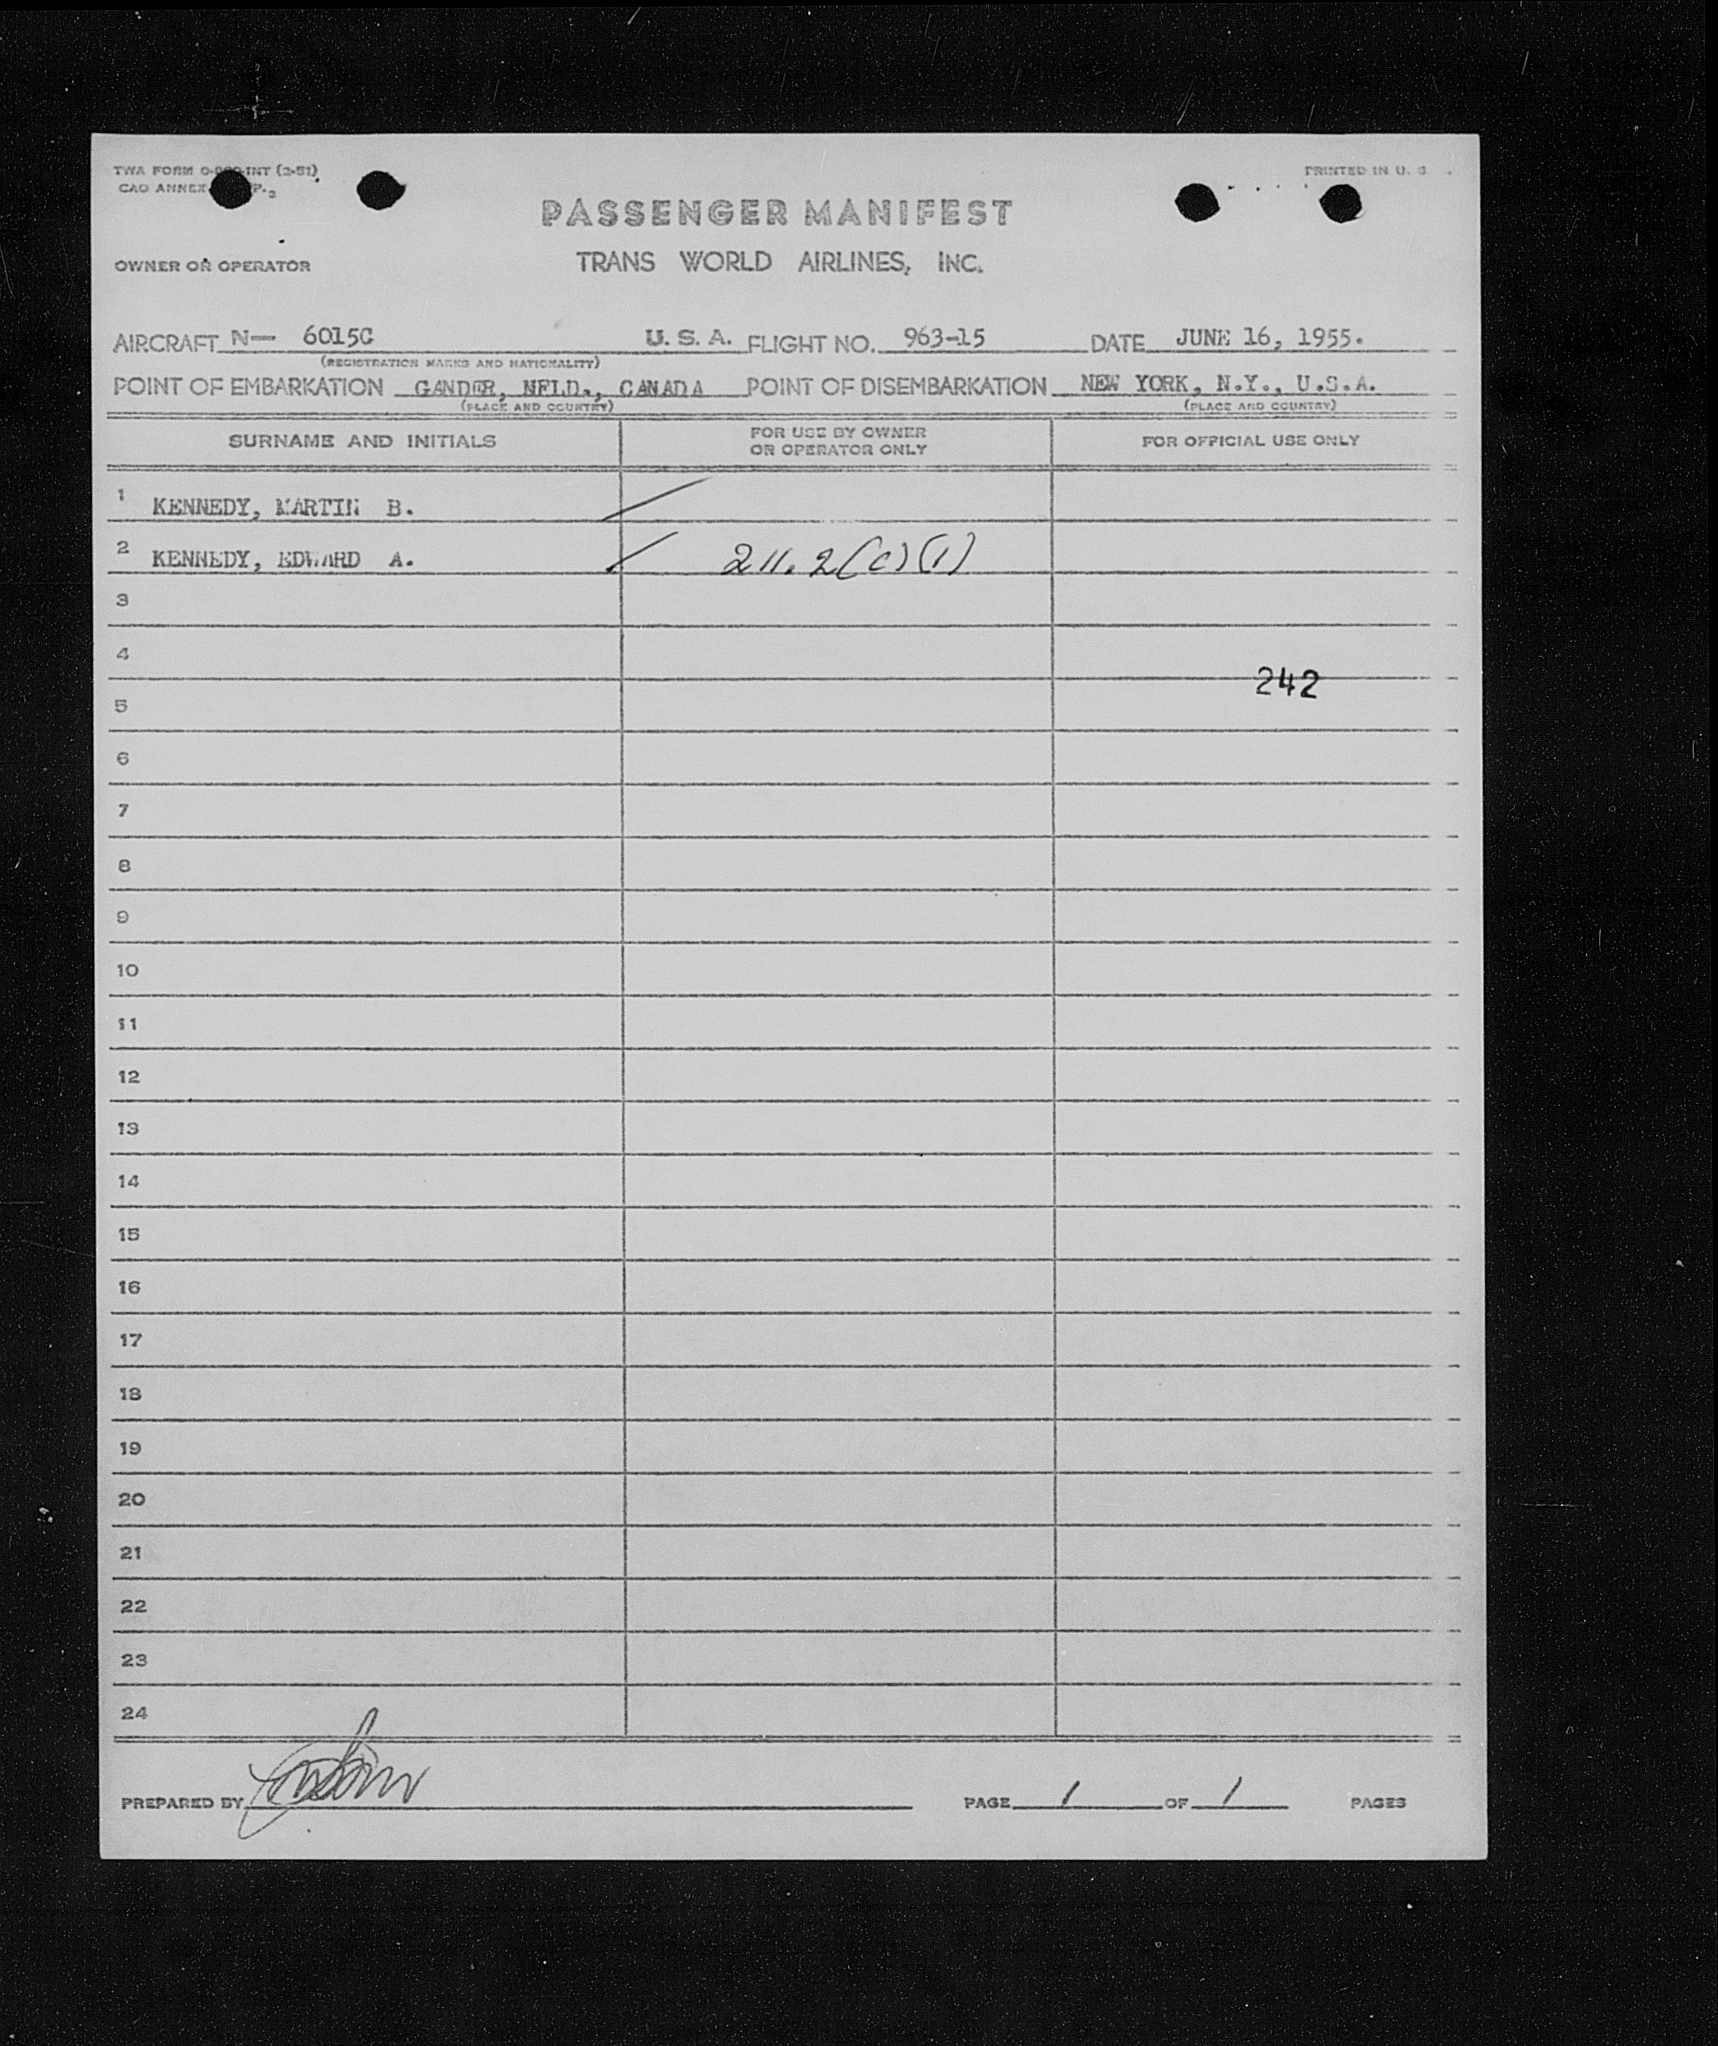 TWA FORM INT (2-51)
PRINTED IN U. S.
CAO ANNEX
PASSENGER MANIFEST
OWNER OR OPERATOR TRANS WORLD AIRLINES, INC.
AIRCRAFT N— 6015C U. S. A. FLIGHT NO. 963-15 DATE JUNE 16, 1955.
(REGISTRATION MARKS AND NATIONALITY)
POINT OF EMBARKATION GANDER, NFLD., CANADA POINT OF DISEMBARKATION NEW YORK, N.Y., U.S.A.
(PLACE AND COUNTRY) (PLACE AND COUNTRY)
SURNAME AND INITIALS FOR USE BY OWNER OR OPERATOR ONLY FOR OFFICIAL USE ONLY
1 KENNEDY, MARTIN B.
2 KENNEDY, EDWARD A. 211.2(c)(1)
3
4
242
5
6
7
8
9
10
11
12
13
14
15
16
17
18
19
20
21
22
23
24
PREPARED BY PAGE 1 OF 1 PAGES